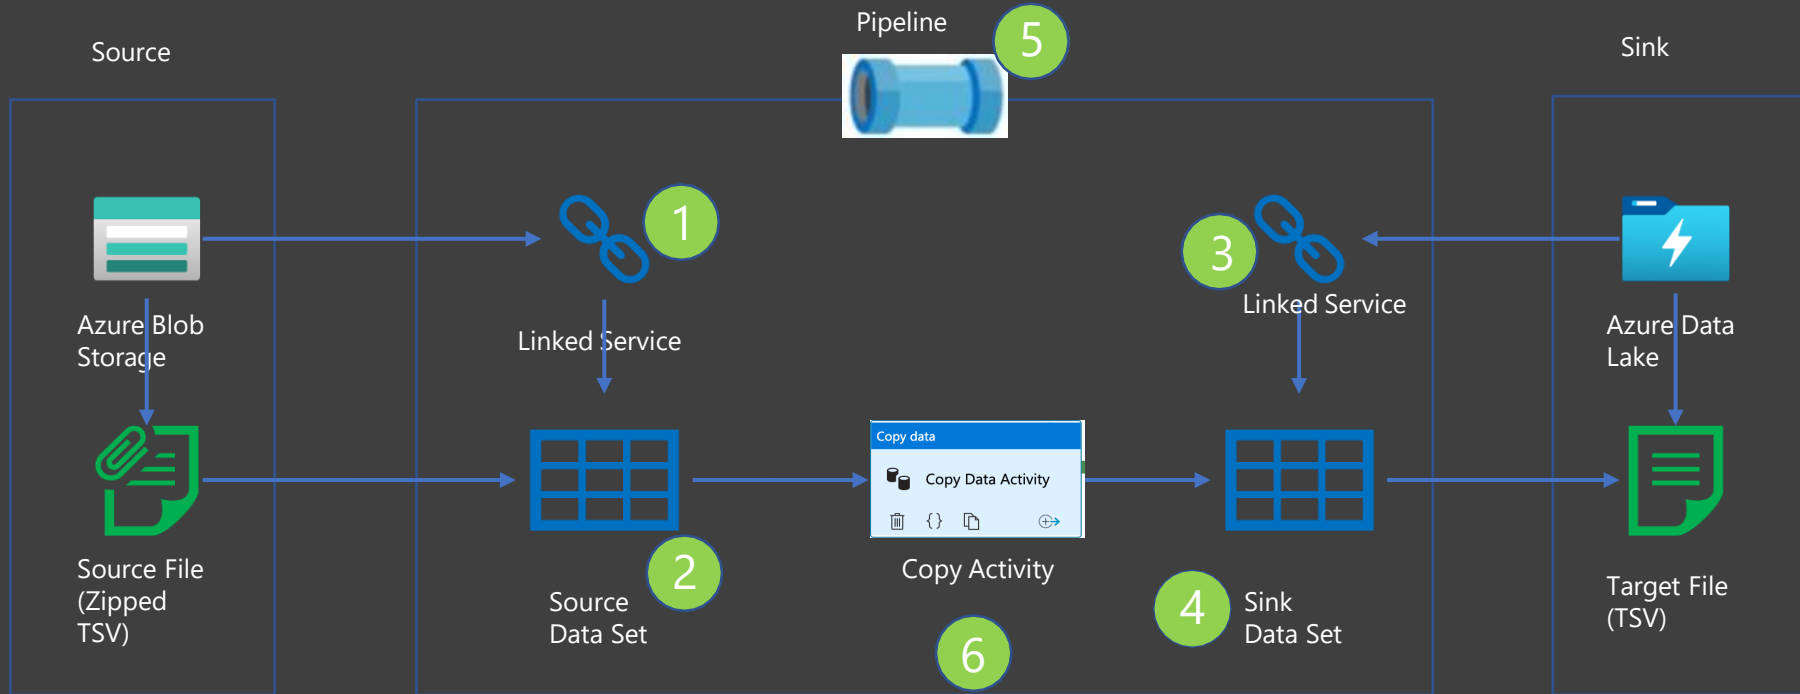 Source
Pipeline
5
Sink
1
3
Azure Blob
Storage
Linked Service
Linked Service
Azure Data
Lake
Copy data
Copy Data Activity
{}
Source File
(Zipped
TSV)
2
Source
Data Set
Copy Activity
6
4
Sink
Data Set
Target File
(TSV)